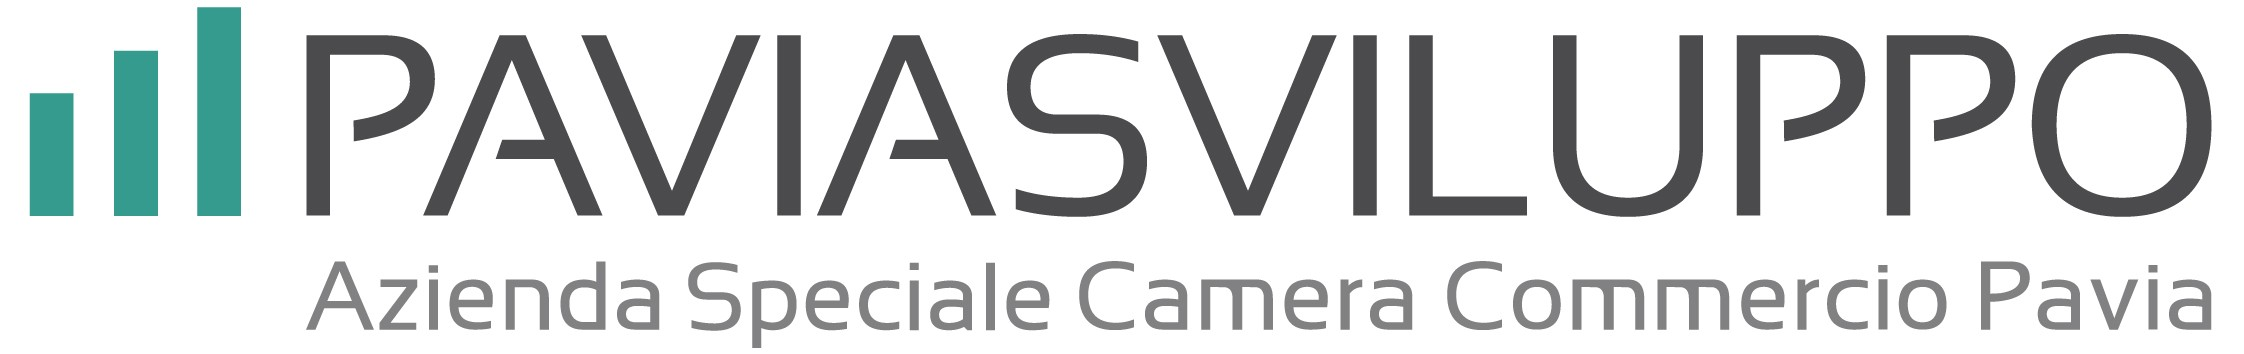 PAVIASVILUPPO
Azienda Speciale Camera Commercio Pavia